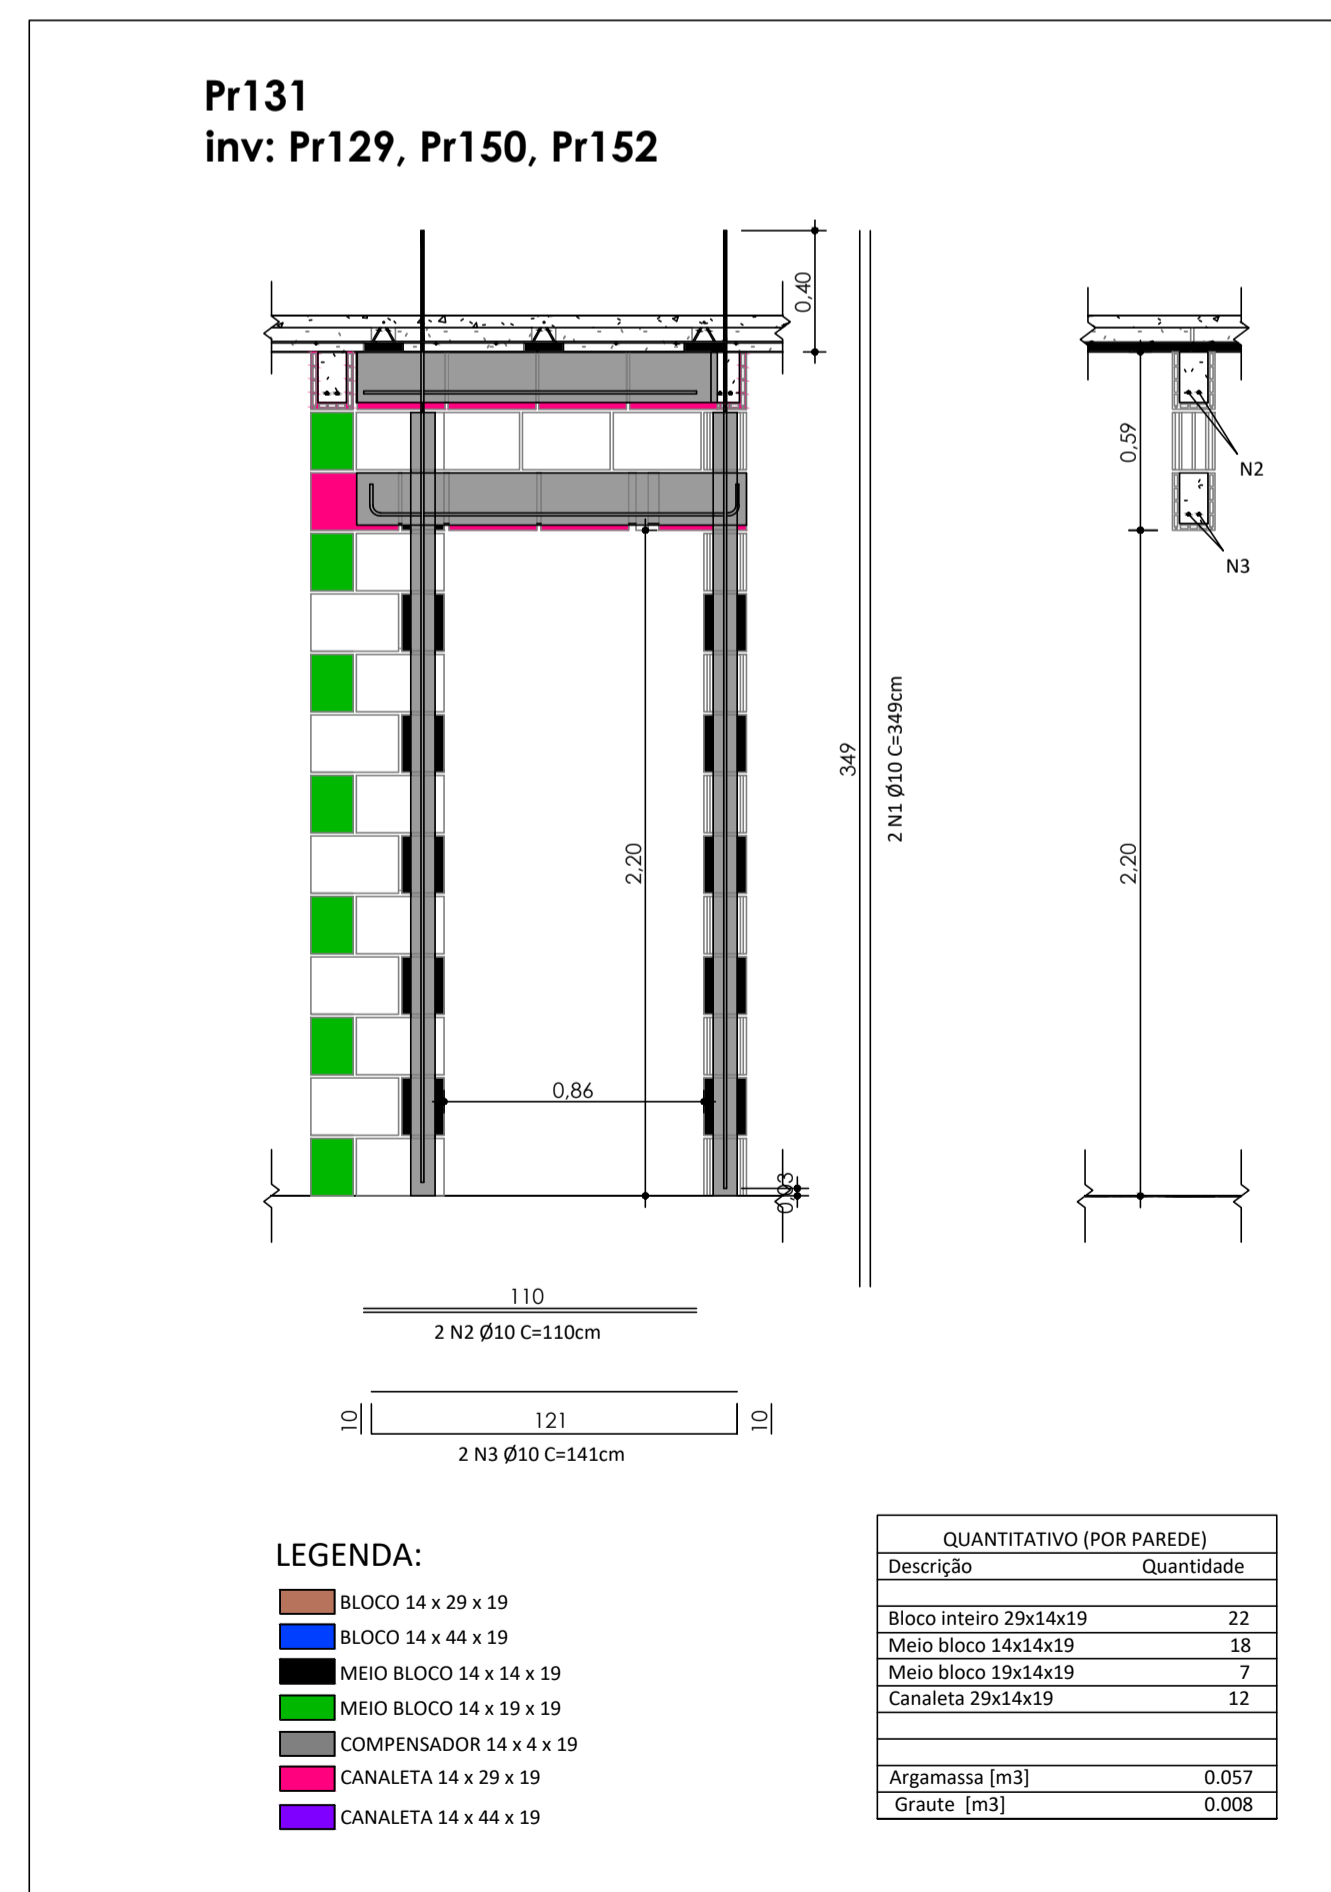 Pr131
inv: Pr129, Pr150, Pr152
0,40
0,59
N2
N3
349
2 N1 Ø10 C=349cm
2,20
2,20
0,86
0,03
110
2 N2 Ø10 C=110cm
10
121
10
2 N3 Ø10 C=141cm
LEGENDA:
BLOCO 14 x 29 x 19
BLOCO 14 x 44 x 19
MEIO BLOCO 14 x 14 x 19
MEIO BLOCO 14 x 19 x 19
COMPENSADOR 14 x 4 x 19
CANALETA 14 x 29 x 19
CANALETA 14 x 44 x 19
QUANTITATIVO (POR PAREDE)
Descrição Quantidade
Bloco inteiro 29x14x19 22
Meio bloco 14x14x19 18
Meio bloco 19x14x19 7
Canaleta 29x14x19 12
Argamassa [m3] 0.057
Graute [m3] 0.008